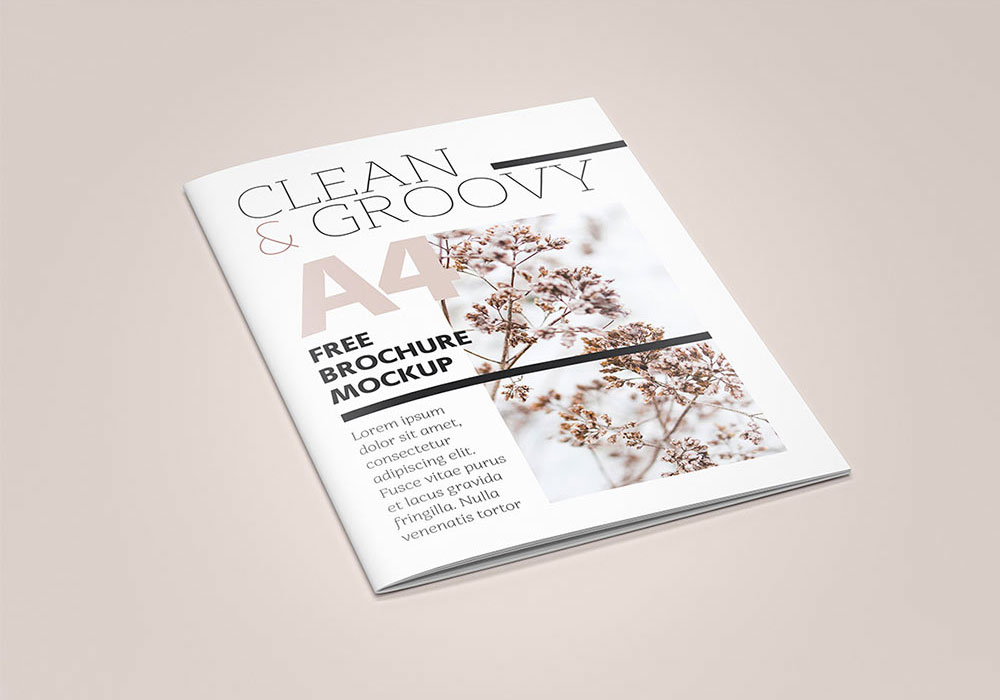 CLEAN
& GROOVY
A4
FREE
BROCHURE
MOCKUP
Lorem ipsum
dolor sit amet,
consectetur
adipiscing elit.
Fusce vitae purus
et lacus gravida
fringilla. Nulla
venenatis tortor